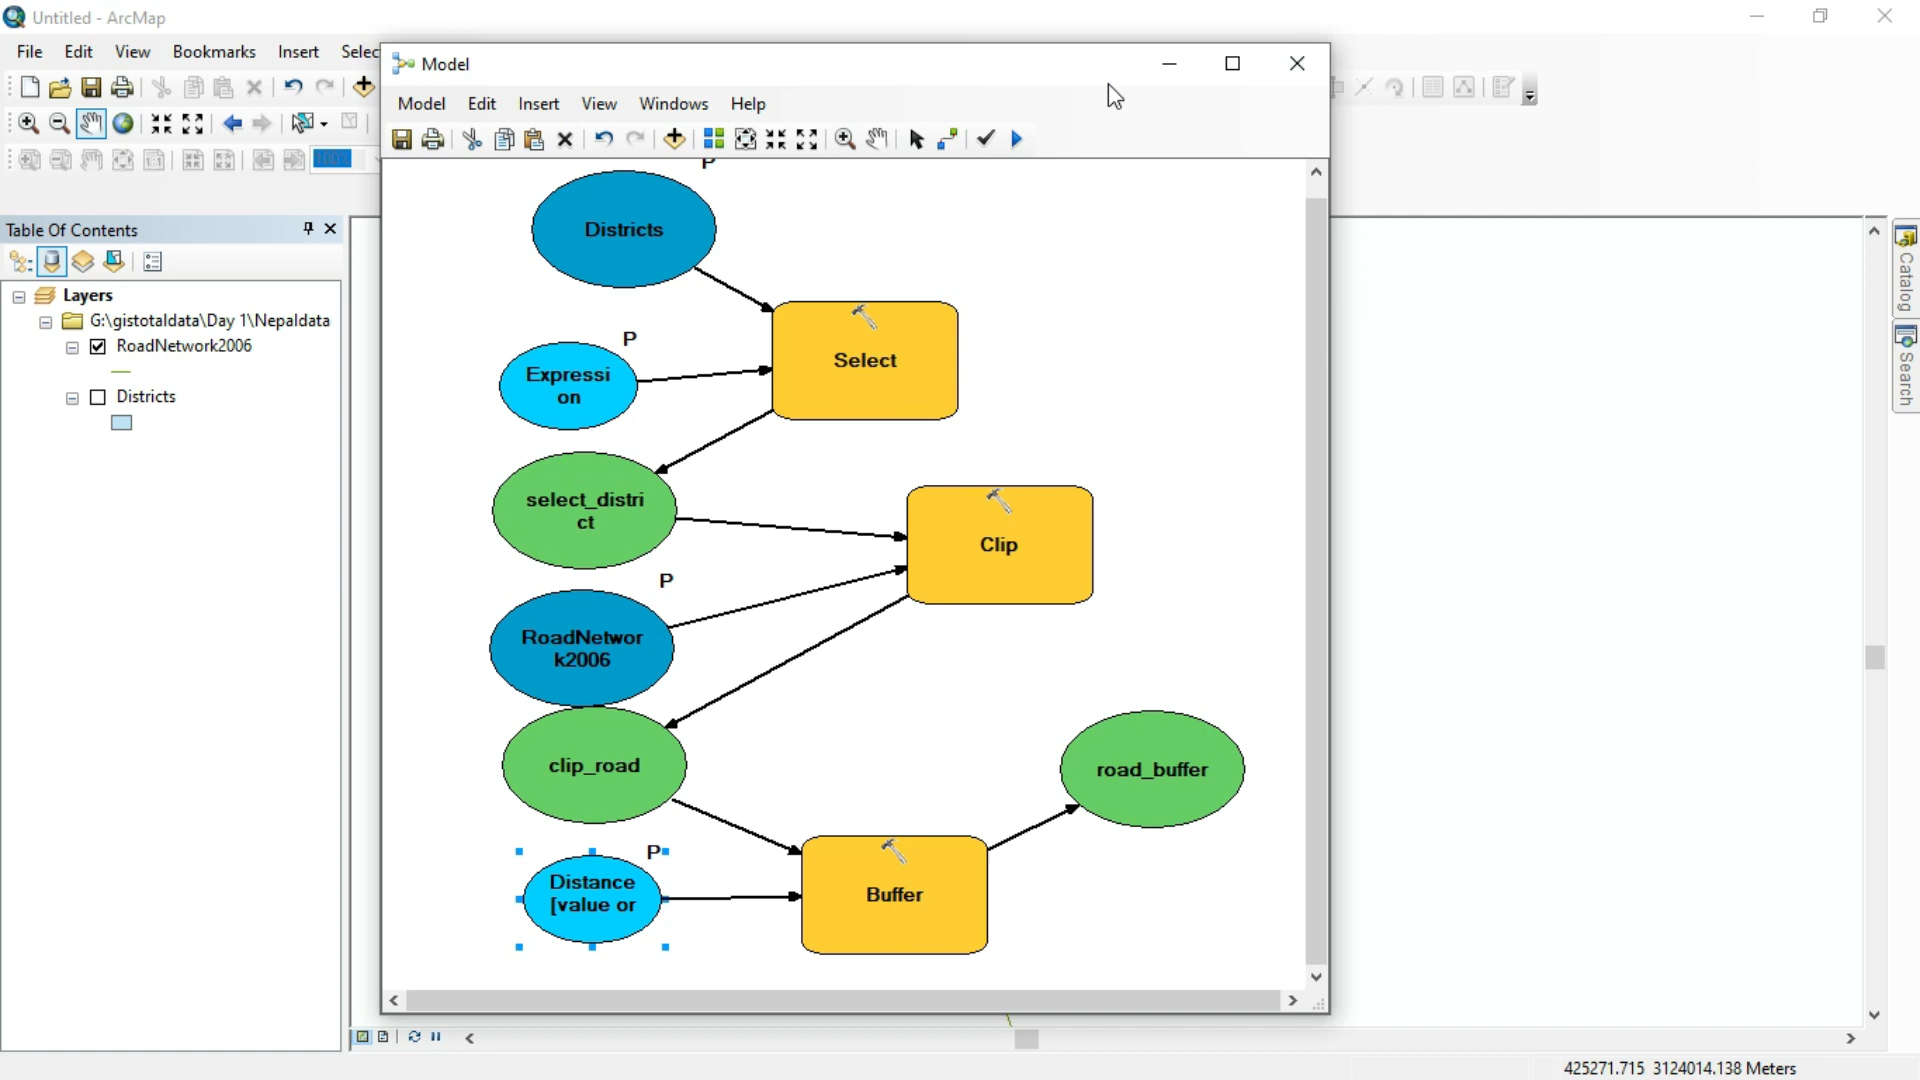 Untitled - ArcMap
File Edit View Bookmarks Insert Selec
Model
Model Edit Insert View Windows Help
100%
Table Of Contents
Layers
G:\gistotaldata\Day 1\Nepaldata
RoadNetwork2006
Districts
P
Districts
Select
P
Expressi
on
select_distri
ct
Clip
P
RoadNetwor
k2006
clip_road
road_buffer
P
Distance
[value or
Buffer
Catalog
Search
425271.715 3124014.138 Meters